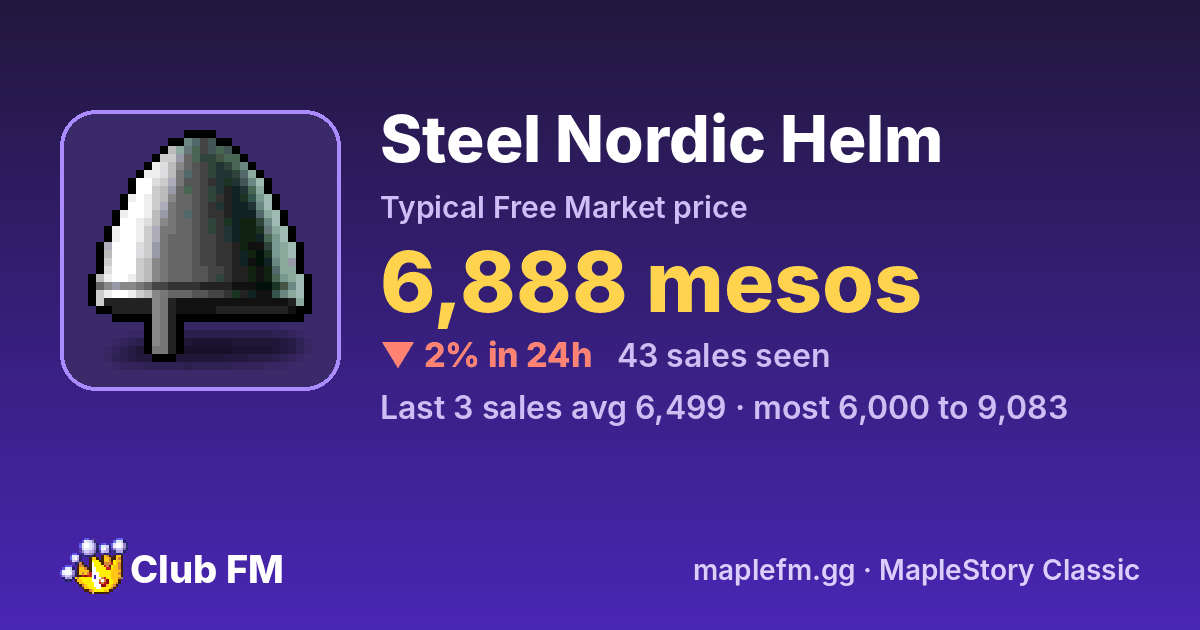 Steel Nordic Helm
Typical Free Market price
6,888 mesos
▼ 2% in 24h 43 sales seen
Last 3 sales avg 6,499 · most 6,000 to 9,083
Club FM
maplefm.gg · MapleStory Classic